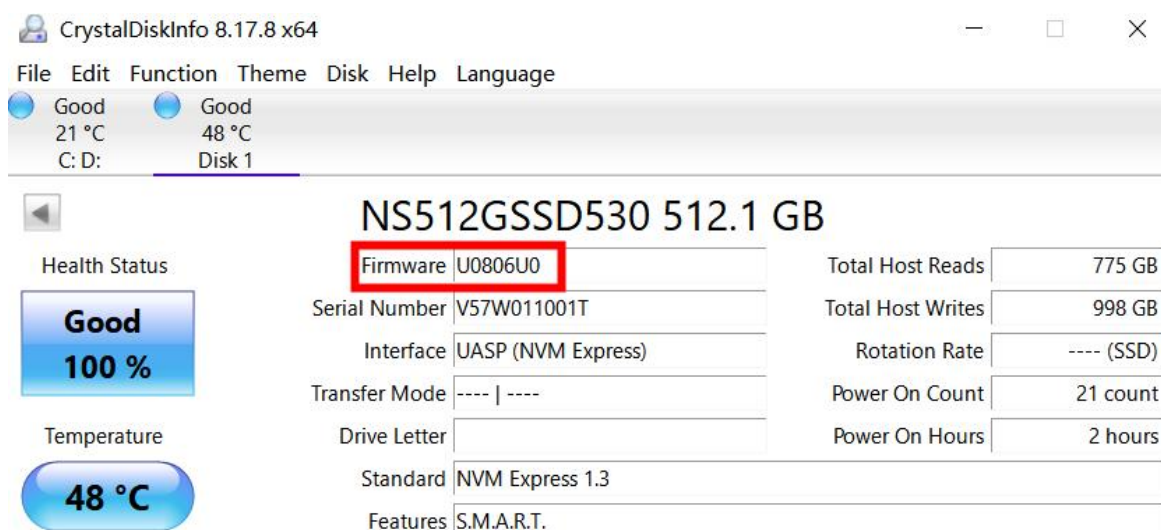 CrystalDiskInfo 8.17.8 x64
File Edit Function Theme Disk Help Language
Good Good
21 °C 48 °C
C: D: Disk 1
NS512GSSD530 512.1 GB
Health Status
Good
100 %
Temperature
48 °C
Firmware U0806U0
Serial Number V57W011001T
Interface UASP (NVM Express)
Transfer Mode ---- | ----
Drive Letter
Standard NVM Express 1.3
Features S.M.A.R.T.
Total Host Reads 775 GB
Total Host Writes 998 GB
Rotation Rate ---- (SSD)
Power On Count 21 count
Power On Hours 2 hours